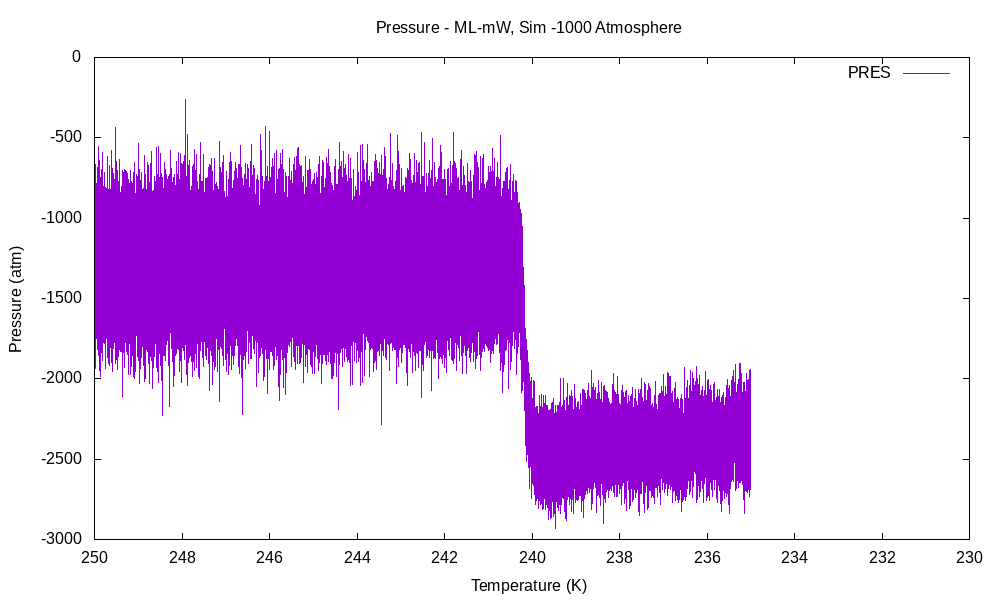 Pressure - ML-mW, Sim -1000 Atmosphere
PRES
0
-500
-1000
-1500
-2000
-2500
-3000
Pressure (atm)
250 248 246 244 242 240 238 236 234 232 230
Temperature (K)